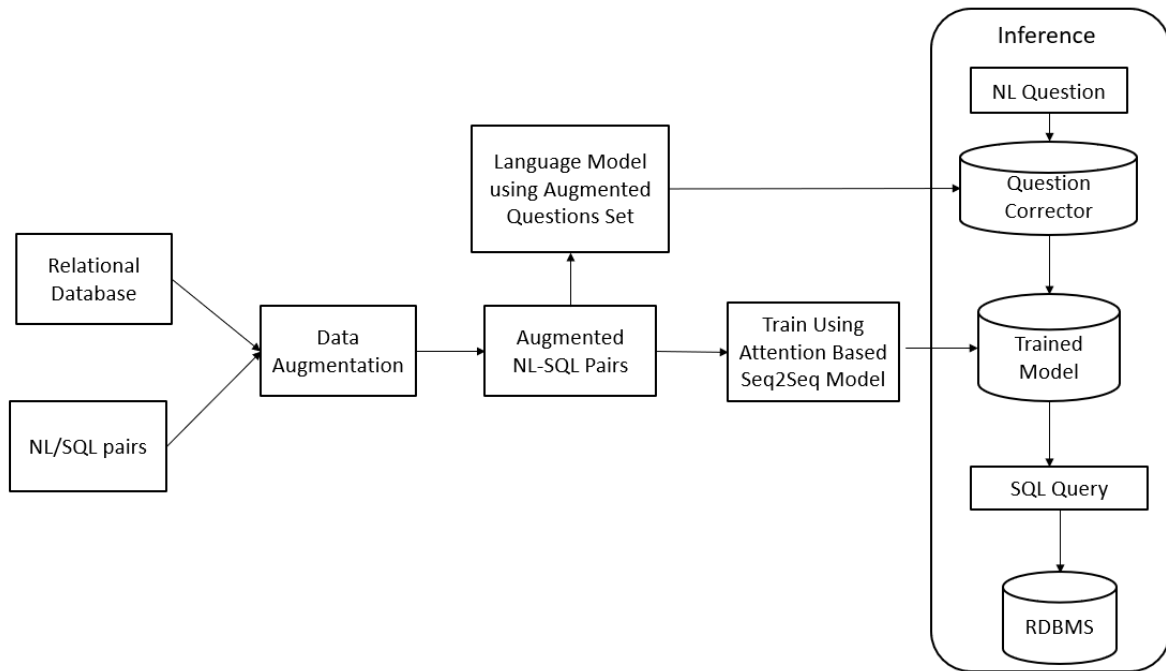 Inference
NL Question
Language Model
using Augmented
Questions Set
Question
Corrector
Relational
Database
Data
Augmentation
Augmented
NL-SQL Pairs
Train Using
Attention Based
Seq2Seq Model
Trained
Model
NL/SQL pairs
SQL Query
RDBMS